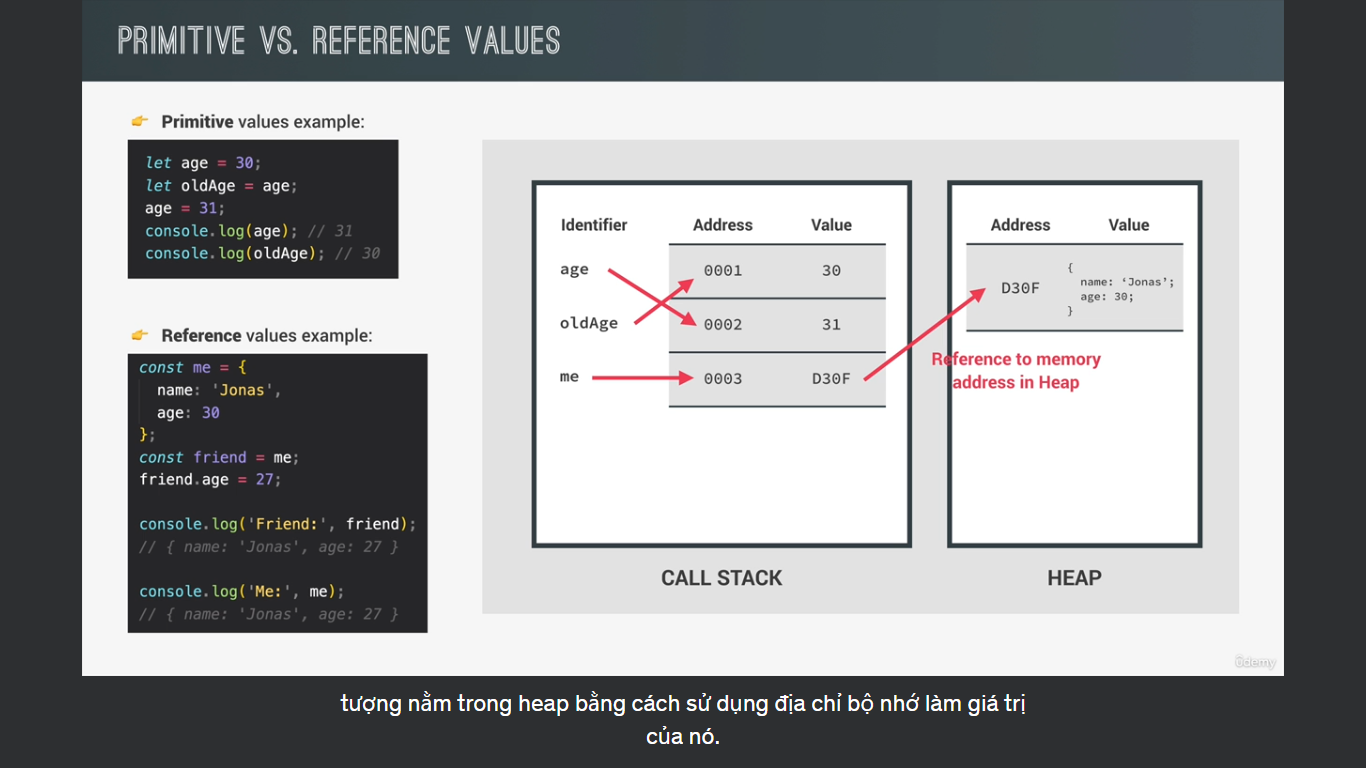 PRIMITIVE VS. REFERENCE VALUES
👉 Primitive values example:
let age = 30;
let oldAge = age;
age = 31;
console.log(age); // 31
console.log(oldAge); // 30
👉 Reference values example:
const me = {
  name: 'Jonas',
  age: 30
};
const friend = me;
friend.age = 27;
console.log('Friend:', friend);
// { name: 'Jonas', age: 27 }
console.log('Me:', me);
// { name: 'Jonas', age: 27 }
Identifier Address Value
age 0001 30
oldAge 0002 31
me 0003 D30F
CALL STACK
Address Value
{
name: ‘Jonas’;
D30F
age: 30;
}
Reference to memory
address in Heap
HEAP
Udemy
tượng nằm trong heap bằng cách sử dụng địa chỉ bộ nhớ làm giá trị
của nó.